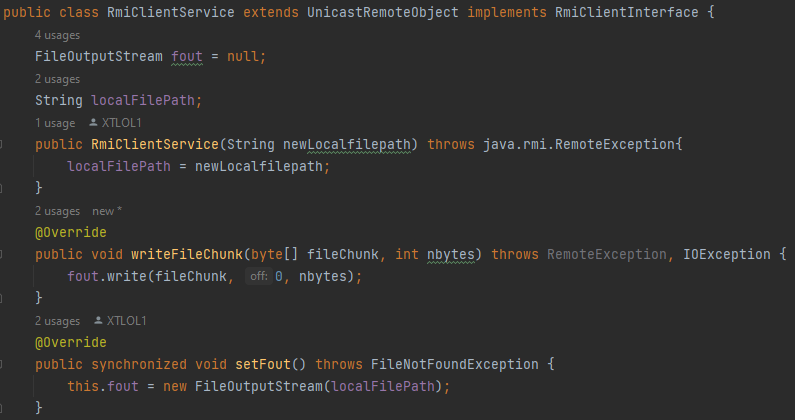 public class RmiClientService extends UnicastRemoteObject implements RmiClientInterface {
4 usages
FileOutputStream fout = null;
2 usages
String localFilePath;
1 usage XTLOL1
public RmiClientService(String newLocalfilepath) throws java.rmi.RemoteException{
localFilePath = newLocalfilepath;
}
2 usages new *
@Override
public void writeFileChunk(byte[] fileChunk, int nbytes) throws RemoteException, IOException {
fout.write(fileChunk, off: 0, nbytes);
}
2 usages XTLOL1
@Override
public synchronized void setFout() throws FileNotFoundException {
this.fout = new FileOutputStream(localFilePath);
}